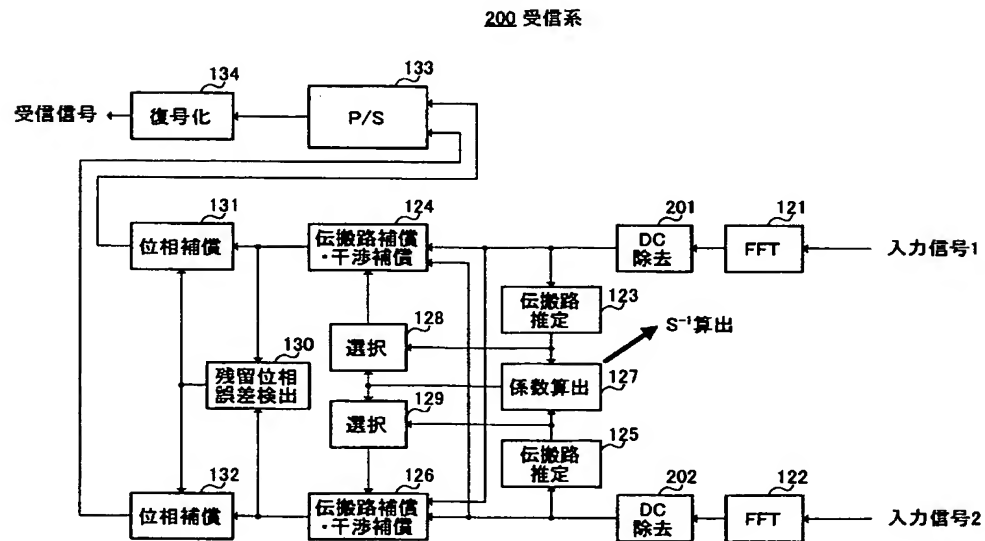 200 受信系
134
133
受信信号
復号化
P/S
131
124
201
121
位相補償
伝搬路補償
・干渉補償
DC
除去
FFT
入力信号1
123
伝搬路
推定
128
選択
S⁻¹算出
130
残留位相
誤差検出
係数算出
127
129
選択
125
伝搬路
推定
132
126
202
122
位相補償
伝搬路補償
・干渉補償
DC
除去
FFT
入力信号2